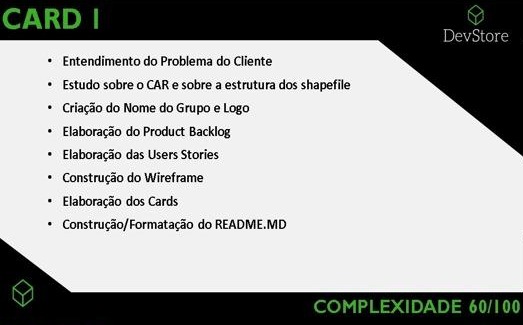 CARD I
DevStore
• Entendimento do Problema do Cliente
• Estudo sobre o CAR e sobre a estrutura dos shapefile
• Criação do Nome do Grupo e Logo
• Elaboração do Product Backlog
• Elaboração das Users Stories
• Construção do Wireframe
• Elaboração dos Cards
• Construção/Formatação do README.MD
COMPLEXIDADE 60/100